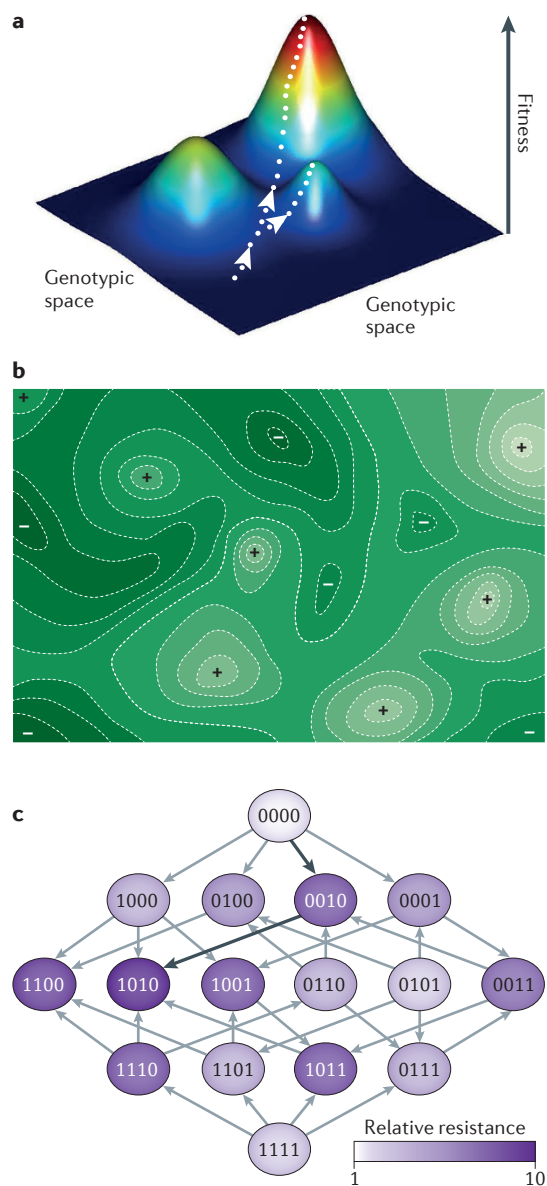 a
Fitness
Genotypic
space
Genotypic
space
b
+
−
+
+
−
−
+
−
+
+
+
−
−
c
0000
1000 0100 0010 0001
1100 1010 1001 0110 0101 0011
1110 1101 1011 0111
1111
Relative resistance
1 10